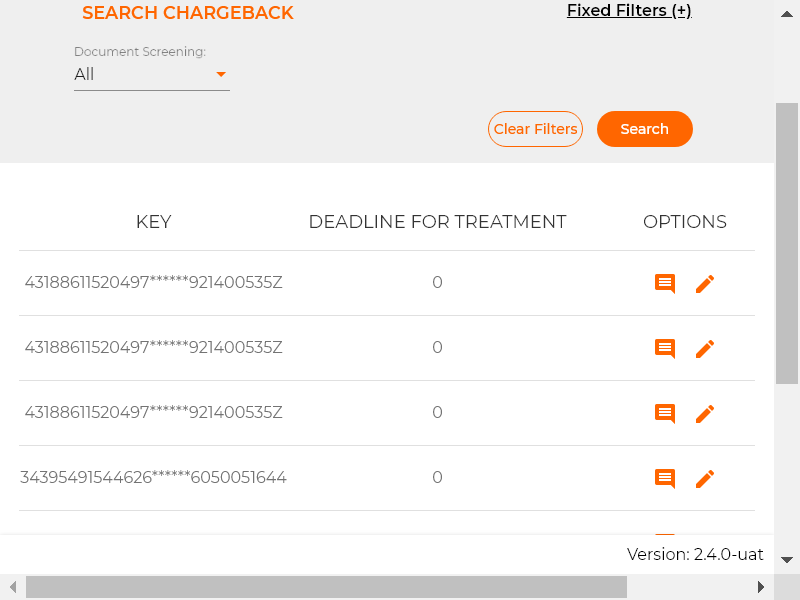 SEARCH CHARGEBACK
Fixed Filters (+)
Document Screening:
All
Clear Filters
Search
KEY DEADLINE FOR TREATMENT OPTIONS
43188611520497******921400535Z 0
43188611520497******921400535Z 0
43188611520497******921400535Z 0
34395491544626******6050051644 0
Version: 2.4.0-uat